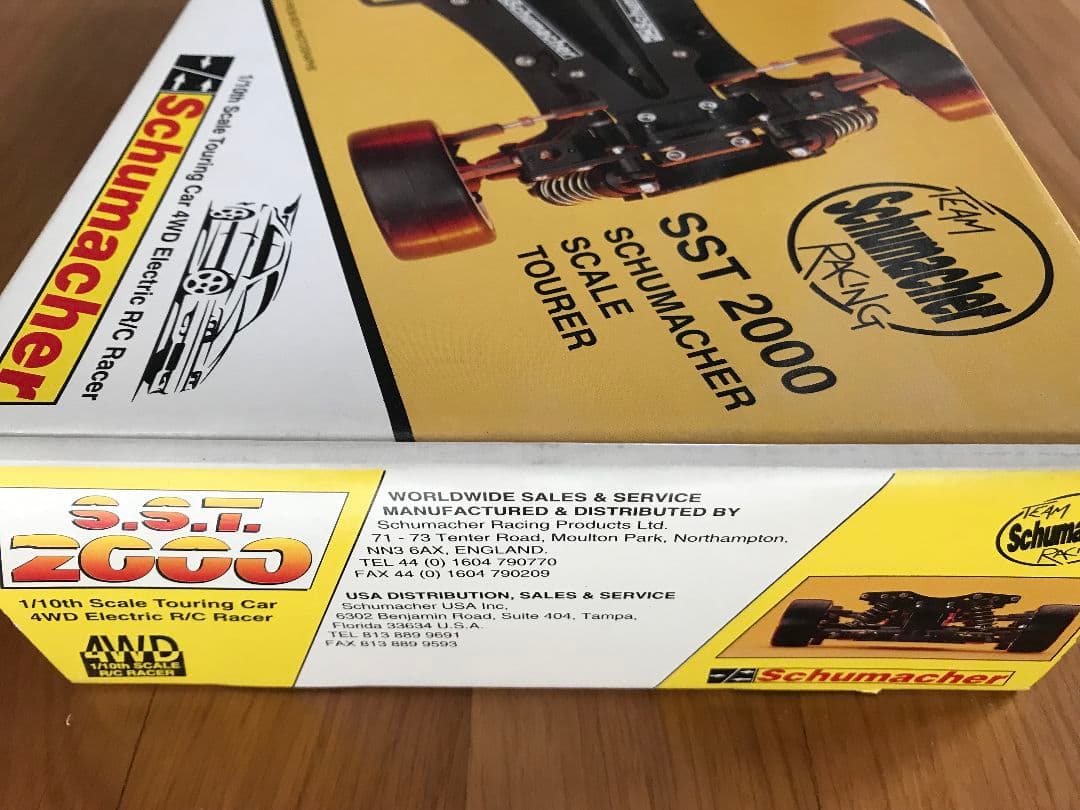 1/10th Scale Touring Car 4WD Electric R/C Racer
Schumacher
SST 2000
SCHUMACHER
SCALE
TOURER
TEAM
Schumacher
RACING
S.S.T.
2000
1/10th Scale Touring Car
4WD Electric R/C Racer
4WD
1/10th SCALE
R/C RACER
WORLDWIDE SALES & SERVICE
MANUFACTURED & DISTRIBUTED BY
Schumacher Racing Products Ltd.
71 - 73 Tenter Road, Moulton Park, Northampton,
NN3 6AX, ENGLAND.
TEL 44 (0) 1604 790770
FAX 44 (0) 1604 790209
USA DISTRIBUTION, SALES & SERVICE
Schumacher USA Inc,
6302 Benjamin Road, Suite 404, Tampa,
Florida 33634 U.S.A.
TEL 813 889 9691
FAX 813 889 9593
TEAM
Schuma
RAC
Schumacher